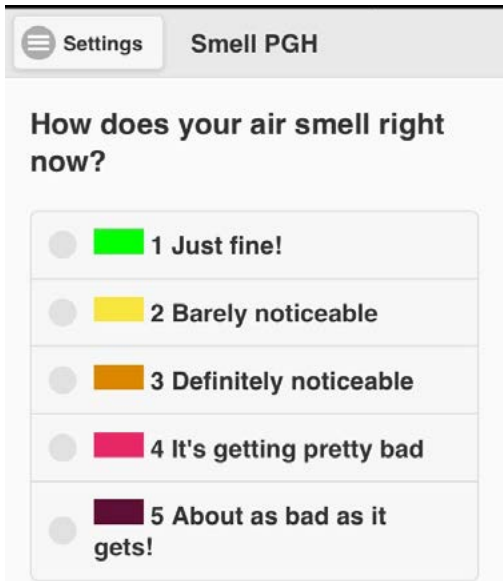 Settings
Smell PGH
How does your air smell right
now?
1 Just fine!
2 Barely noticeable
3 Definitely noticeable
4 It's getting pretty bad
5 About as bad as it
gets!